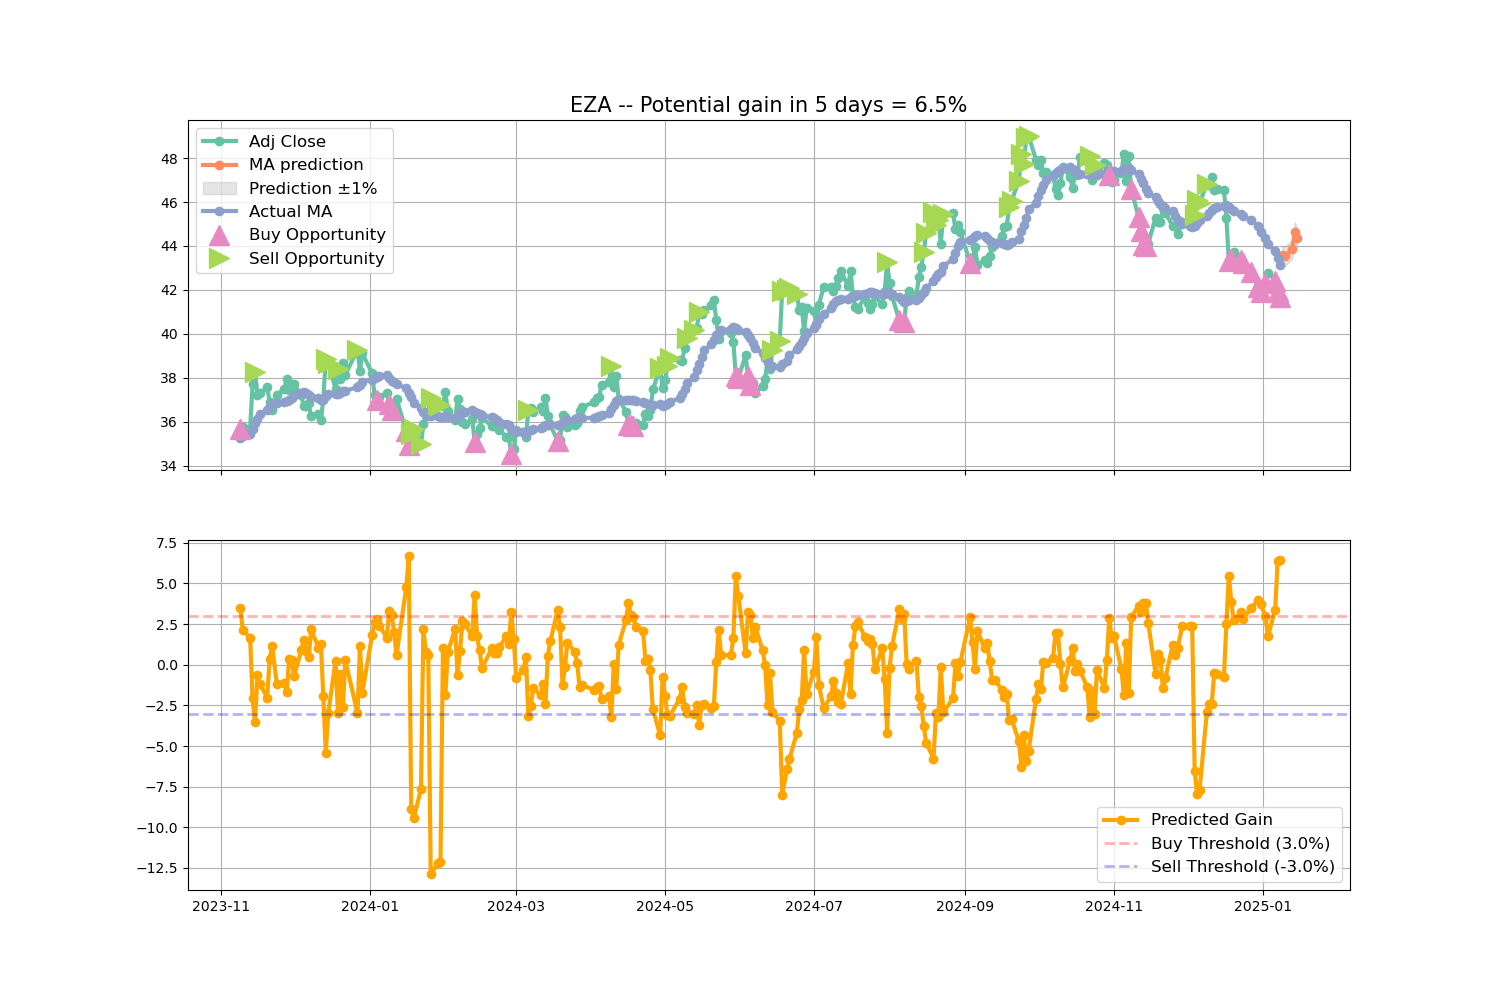 EZA -- Potential gain in 5 days = 6.5%
Adj Close
MA prediction
Prediction ±1%
Actual MA
Buy Opportunity
Sell Opportunity
48
46
44
42
40
38
36
34
7.5
5.0
2.5
0.0
−2.5
−5.0
−7.5
−10.0
−12.5
Predicted Gain
Buy Threshold (3.0%)
Sell Threshold (-3.0%)
2023-11
2024-01
2024-03
2024-05
2024-07
2024-09
2024-11
2025-01